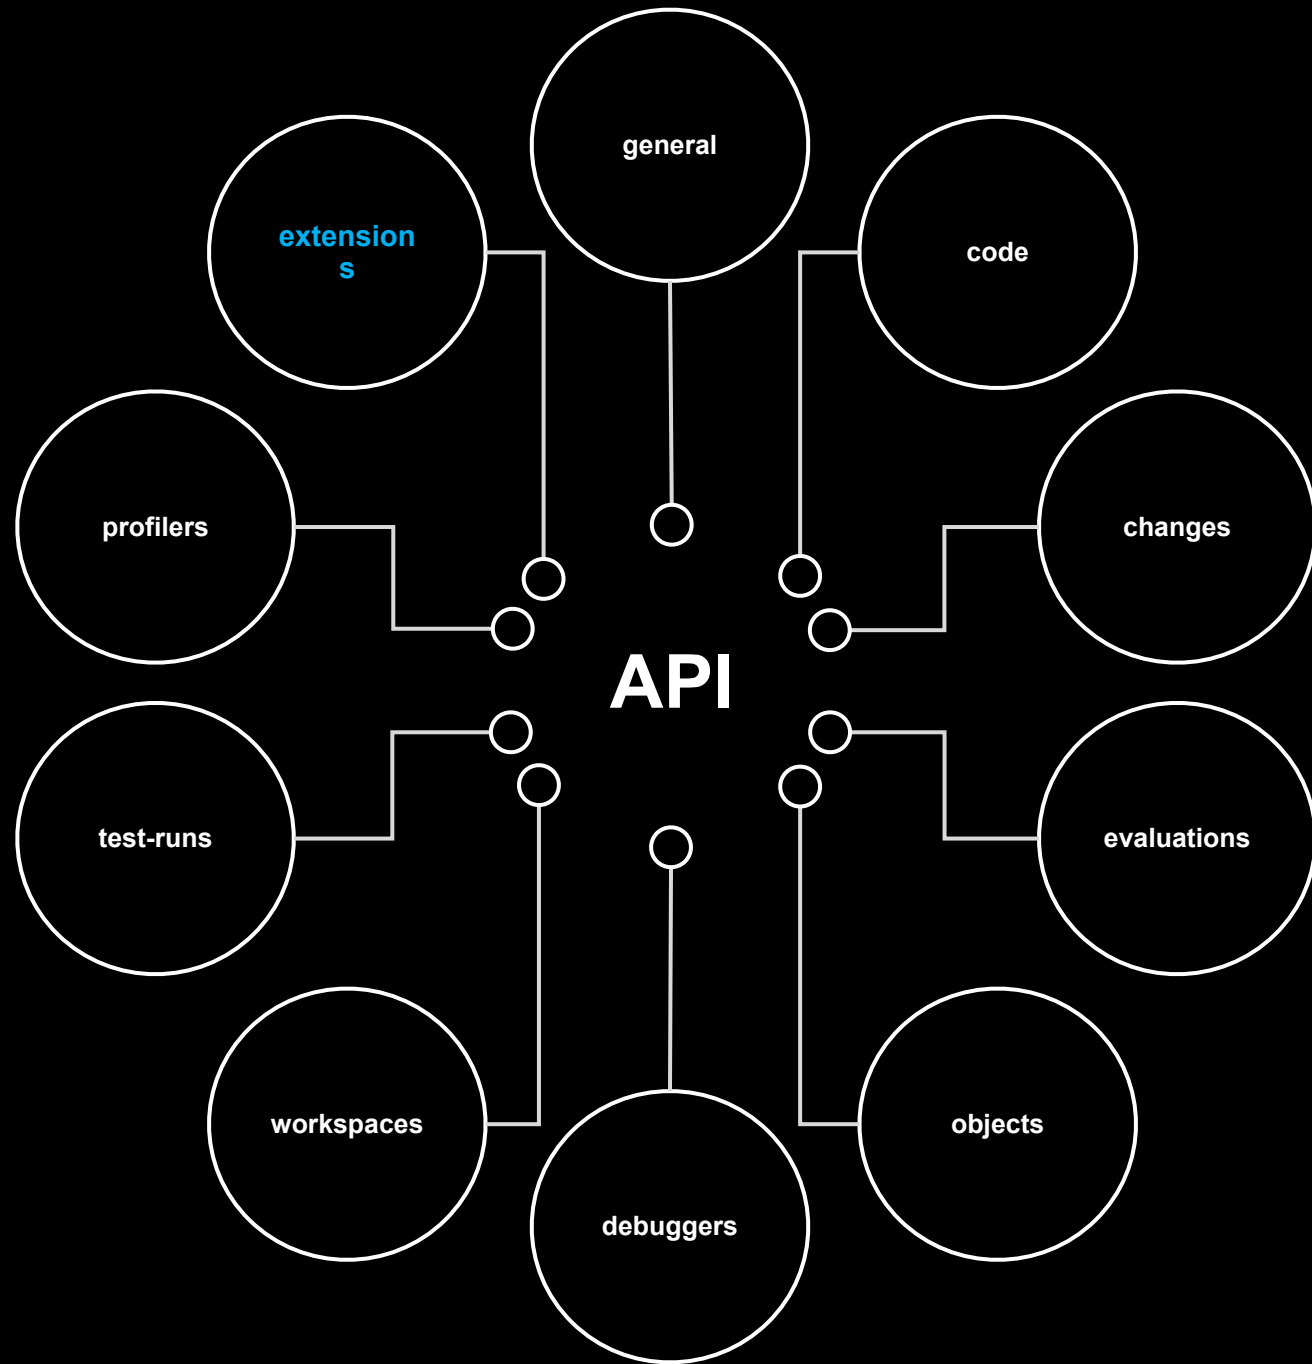 general
extension
s
code
profilers
changes
API
test-runs
evaluations
workspaces
objects
debuggers